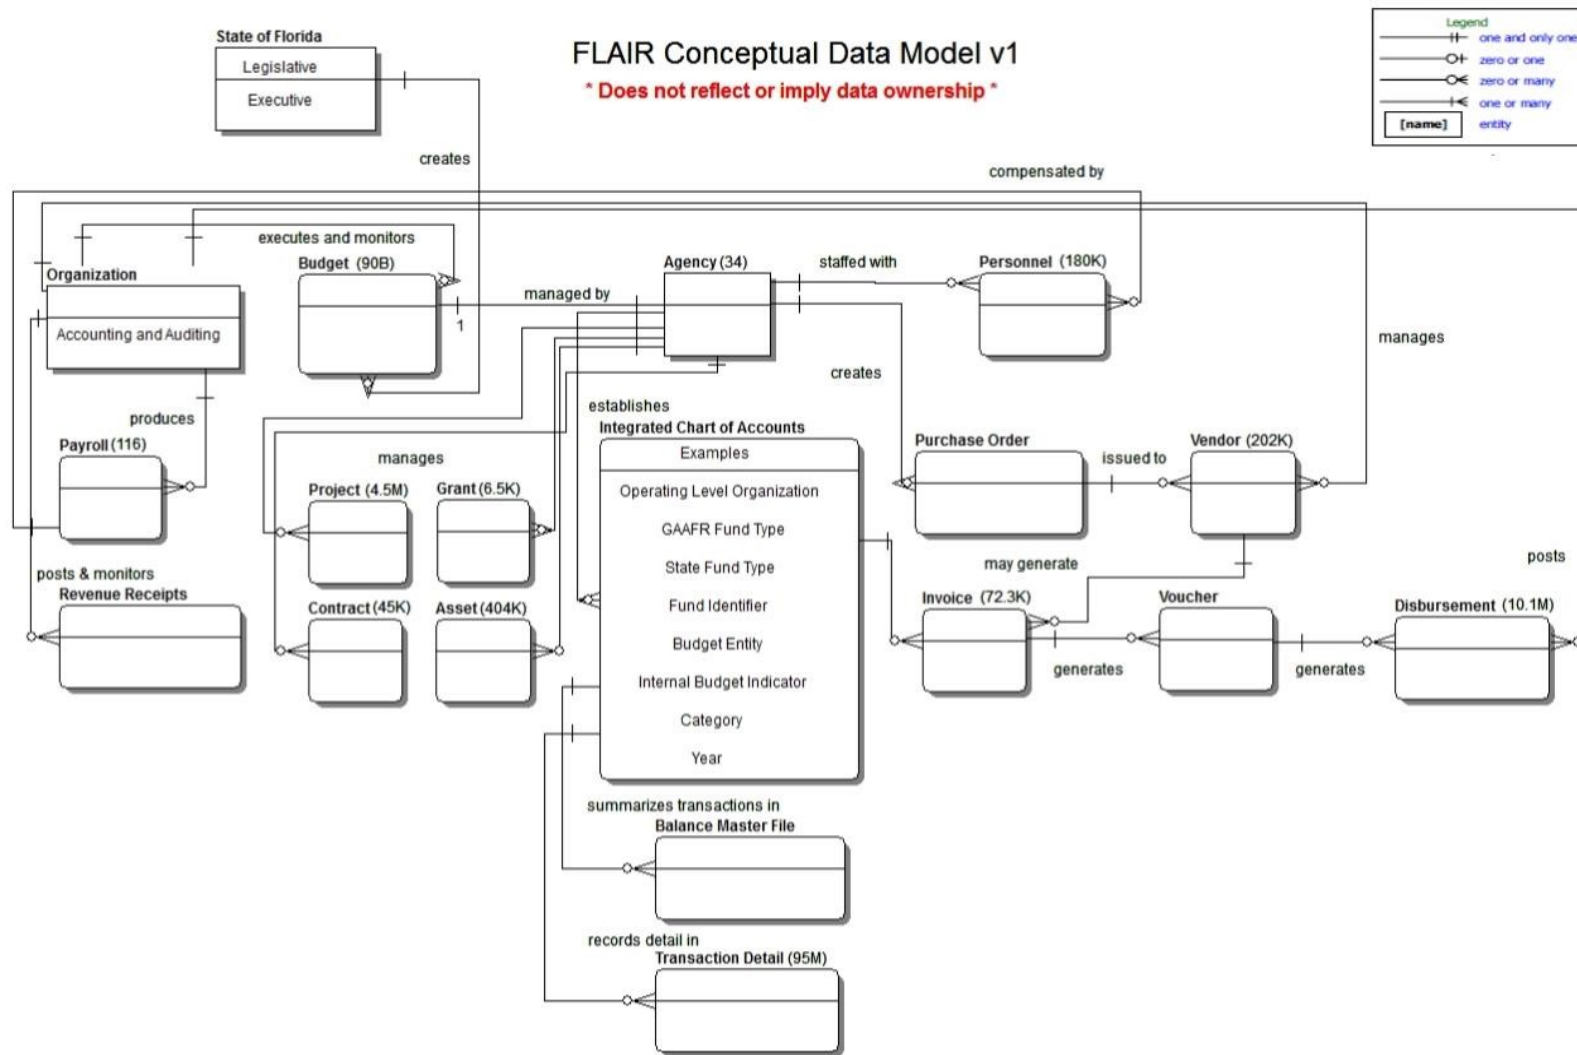 State of Florida
Legislative
Executive
FLAIR Conceptual Data Model v1
* Does not reflect or imply data ownership *
Legend
one and only one
zero or one
zero or many
one or many
[name] entity
creates
compensated by
executes and monitors
Organization
Accounting and Auditing
Budget (90B)
1
managed by
Agency (34)
staffed with
Personnel (180K)
manages
creates
produces
Payroll (116)
posts & monitors
Revenue Receipts
manages
Project (4.5M)
Grant (6.5K)
Contract (45K)
Asset (404K)
establishes
Integrated Chart of Accounts
Examples
Operating Level Organization
GAAFR Fund Type
State Fund Type
Fund Identifier
Budget Entity
Internal Budget Indicator
Category
Year
Purchase Order
issued to
Vendor (202K)
may generate
posts
Invoice (72.3K)
generates
Voucher
generates
Disbursement (10.1M)
summarizes transactions in
Balance Master File
records detail in
Transaction Detail (95M)